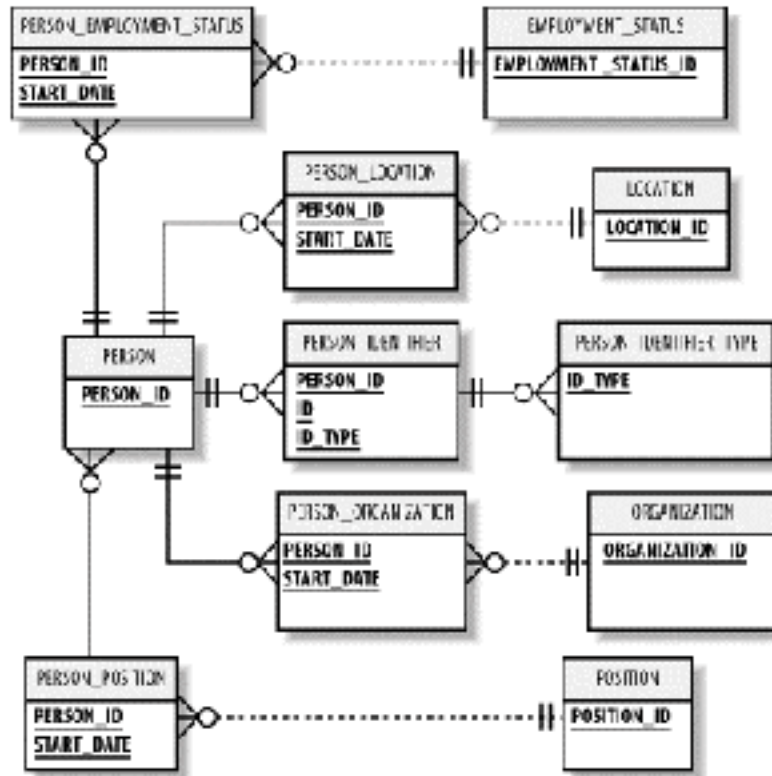 PERSON_EMPLOYMENT_STATUS
PERSON_ID
START_DATE
EMPLOYMENT_STATUS
EMPLOYMENT_STATUS_ID
PERSON_LOCATION
PERSON_ID
START_DATE
LOCATION
LOCATION_ID
PERSON
PERSON_ID
PERSON_IDENTIFIER
PERSON_ID
ID
ID_TYPE
PERSON_IDENTIFIER_TYPE
ID_TYPE
PERSON_ORGANIZATION
PERSON_ID
START_DATE
ORGANIZATION
ORGANIZATION_ID
PERSON_POSITION
PERSON_ID
START_DATE
POSITION
POSITION_ID